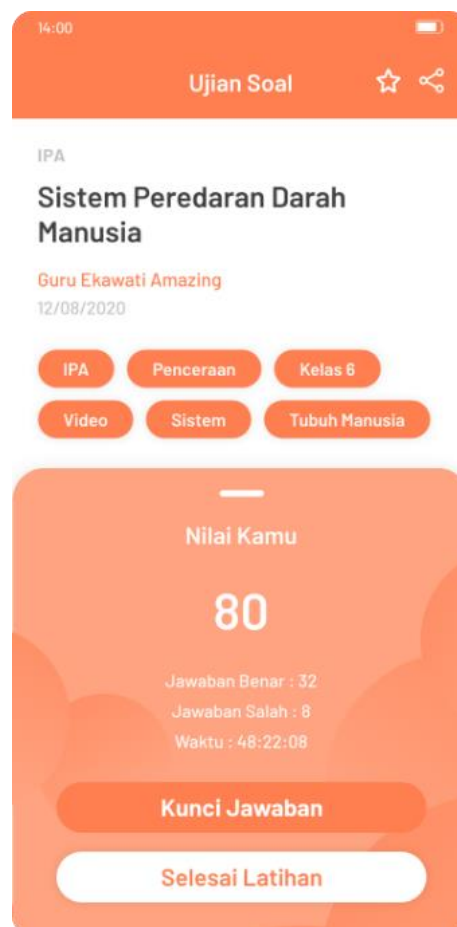 14:00
Ujian Soal
IPA
Sistem Peredaran Darah
Manusia
Guru Ekawati Amazing
12/08/2020
IPA Penceraan Kelas 6
Video Sistem Tubuh Manusia
Nilai Kamu
80
Jawaban Benar : 32
Jawaban Salah : 8
Waktu : 48:22:08
Kunci Jawaban
Selesai Latihan